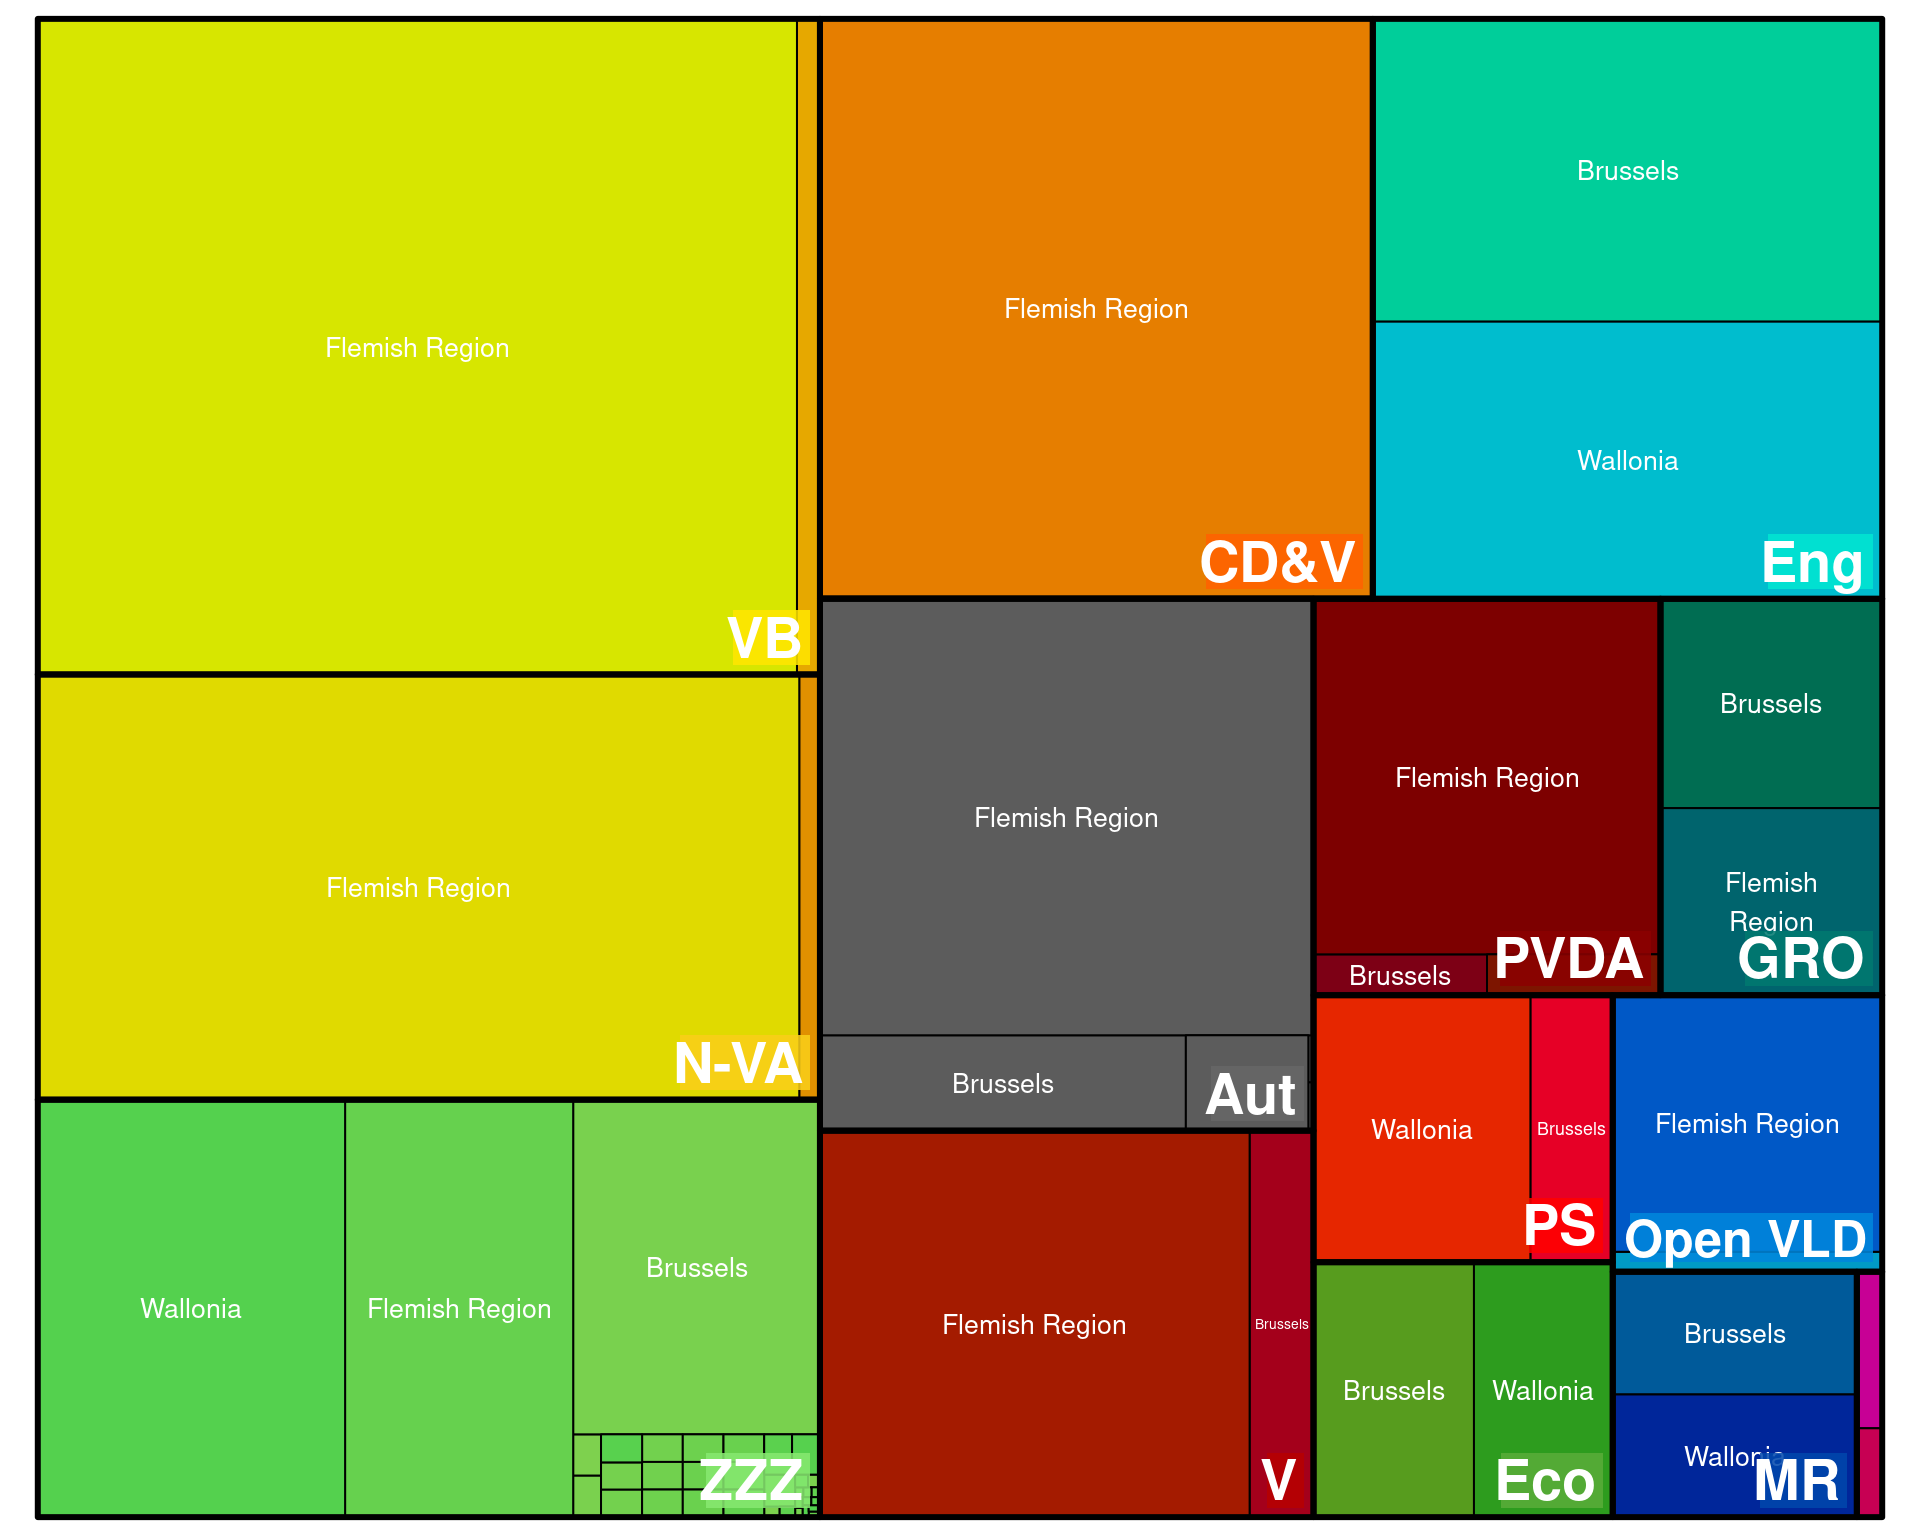 Flemish Region
VB
Flemish Region
N-VA
Wallonia
Flemish Region
Brussels
ZZZ
Flemish Region
CD&V
Flemish Region
Brussels
Aut
Flemish Region
Brussels
V
Brussels
Wallonia
Eng
Flemish Region
Brussels
PVDA
Brussels
Flemish
Region
GRO
Wallonia
Brussels
PS
Flemish Region
Open VLD
Brussels
Wallonia
Eco
Brussels
Wallonia
MR